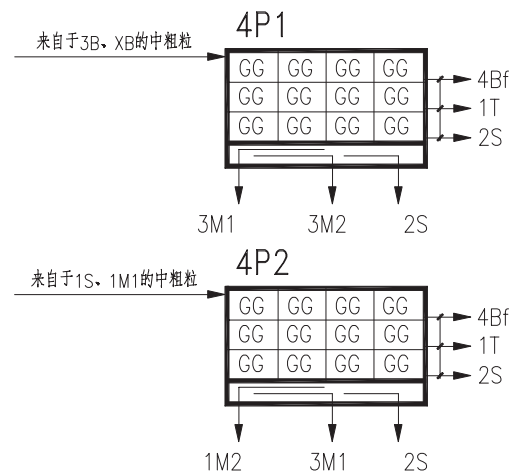 4P1
来自于3B、XB的中粗粒
GG GG GG GG
4Bf
GG GG GG GG
1T
GG GG GG GG
2S
3M1 3M2 2S
4P2
来自于1S、1M1的中粗粒
GG GG GG GG
4Bf
GG GG GG GG
1T
GG GG GG GG
2S
1M2 3M1 2S